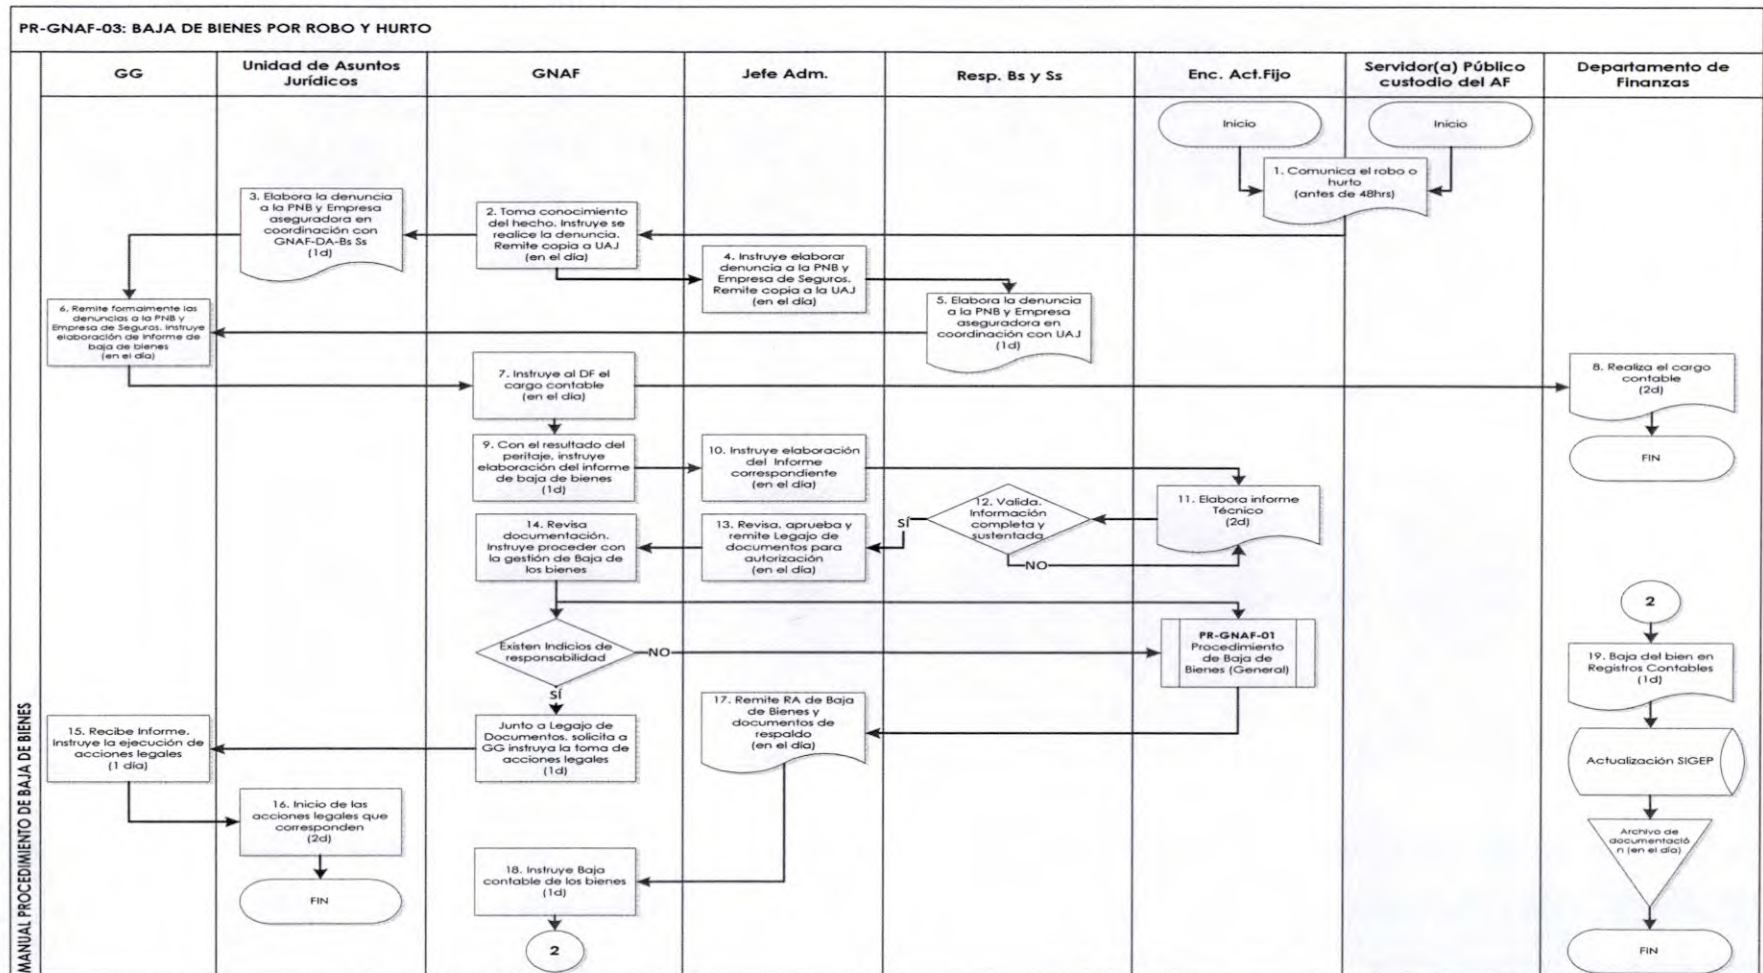 PR-GNAF-03: BAJA DE BIENES POR ROBO Y HURTO
GG
Unidad de Asuntos
Jurídicos
GNAF
Jefe Adm.
Resp. Bs y Ss
Enc. Act.Fijo
Servidor(a) Público
custodio del AF
Departamento de
Finanzas
Inicio
Inicio
1. Comunica el robo o
hurto
(antes de 48hrs)
2. Toma conocimiento
del hecho. Instruye se
realice la denuncia.
Remite copia a UAJ
(en el día)
3. Elabora la denuncia
a la PNB y Empresa
aseguradora en
coordinación con
GNAF-DA-Bs Ss
(1d)
4. Instruye elaborar
denuncia a la PNB y
Empresa de Seguros.
Remite copia a la UAJ
(en el día)
5. Elabora la denuncia
a la PNB y Empresa
aseguradora en
coordinación con UAJ
(1d)
6. Remite formalmente las
denuncias a la PNB y
Empresa de Seguros. Instruye
elaboración de informe de
baja de bienes
(en el día)
7. Instruye al DF el
cargo contable
(en el día)
8. Realiza el cargo
contable
(2d)
FIN
9. Con el resultado del
peritaje, instruye
elaboración del informe
de baja de bienes
(1d)
10. Instruye elaboración
del Informe
correspondiente
(en el día)
11. Elabora informe
Técnico
(2d)
12. Valida.
Información
completa y
sustentada
SÍ
NO
13. Revisa, aprueba y
remite Legajo de
documentos para
autorización
(en el día)
14. Revisa
documentación.
Instruye proceder con
la gestión de Baja de
los bienes
Existen Indicios de
responsabilidad
NO
SÍ
PR-GNAF-01
Procedimiento
de Baja de
Bienes (General)
Junto a Legajo de
Documentos, solicita a
GG instruya la toma de
acciones legales
(1d)
15. Recibe Informe.
Instruye la ejecución de
acciones legales
(1 día)
16. Inicio de las
acciones legales que
corresponden
(2d)
FIN
17. Remite RA de Baja
de Bienes y
documentos de
respaldo
(en el día)
18. Instruye Baja
contable de los bienes
(1d)
2
2
19. Baja del bien en
Registros Contables
(1d)
Actualización SIGEP
Archivo de
documentació
n (en el día)
FIN
MANUAL PROCEDIMIENTO DE BAJA DE BIENES